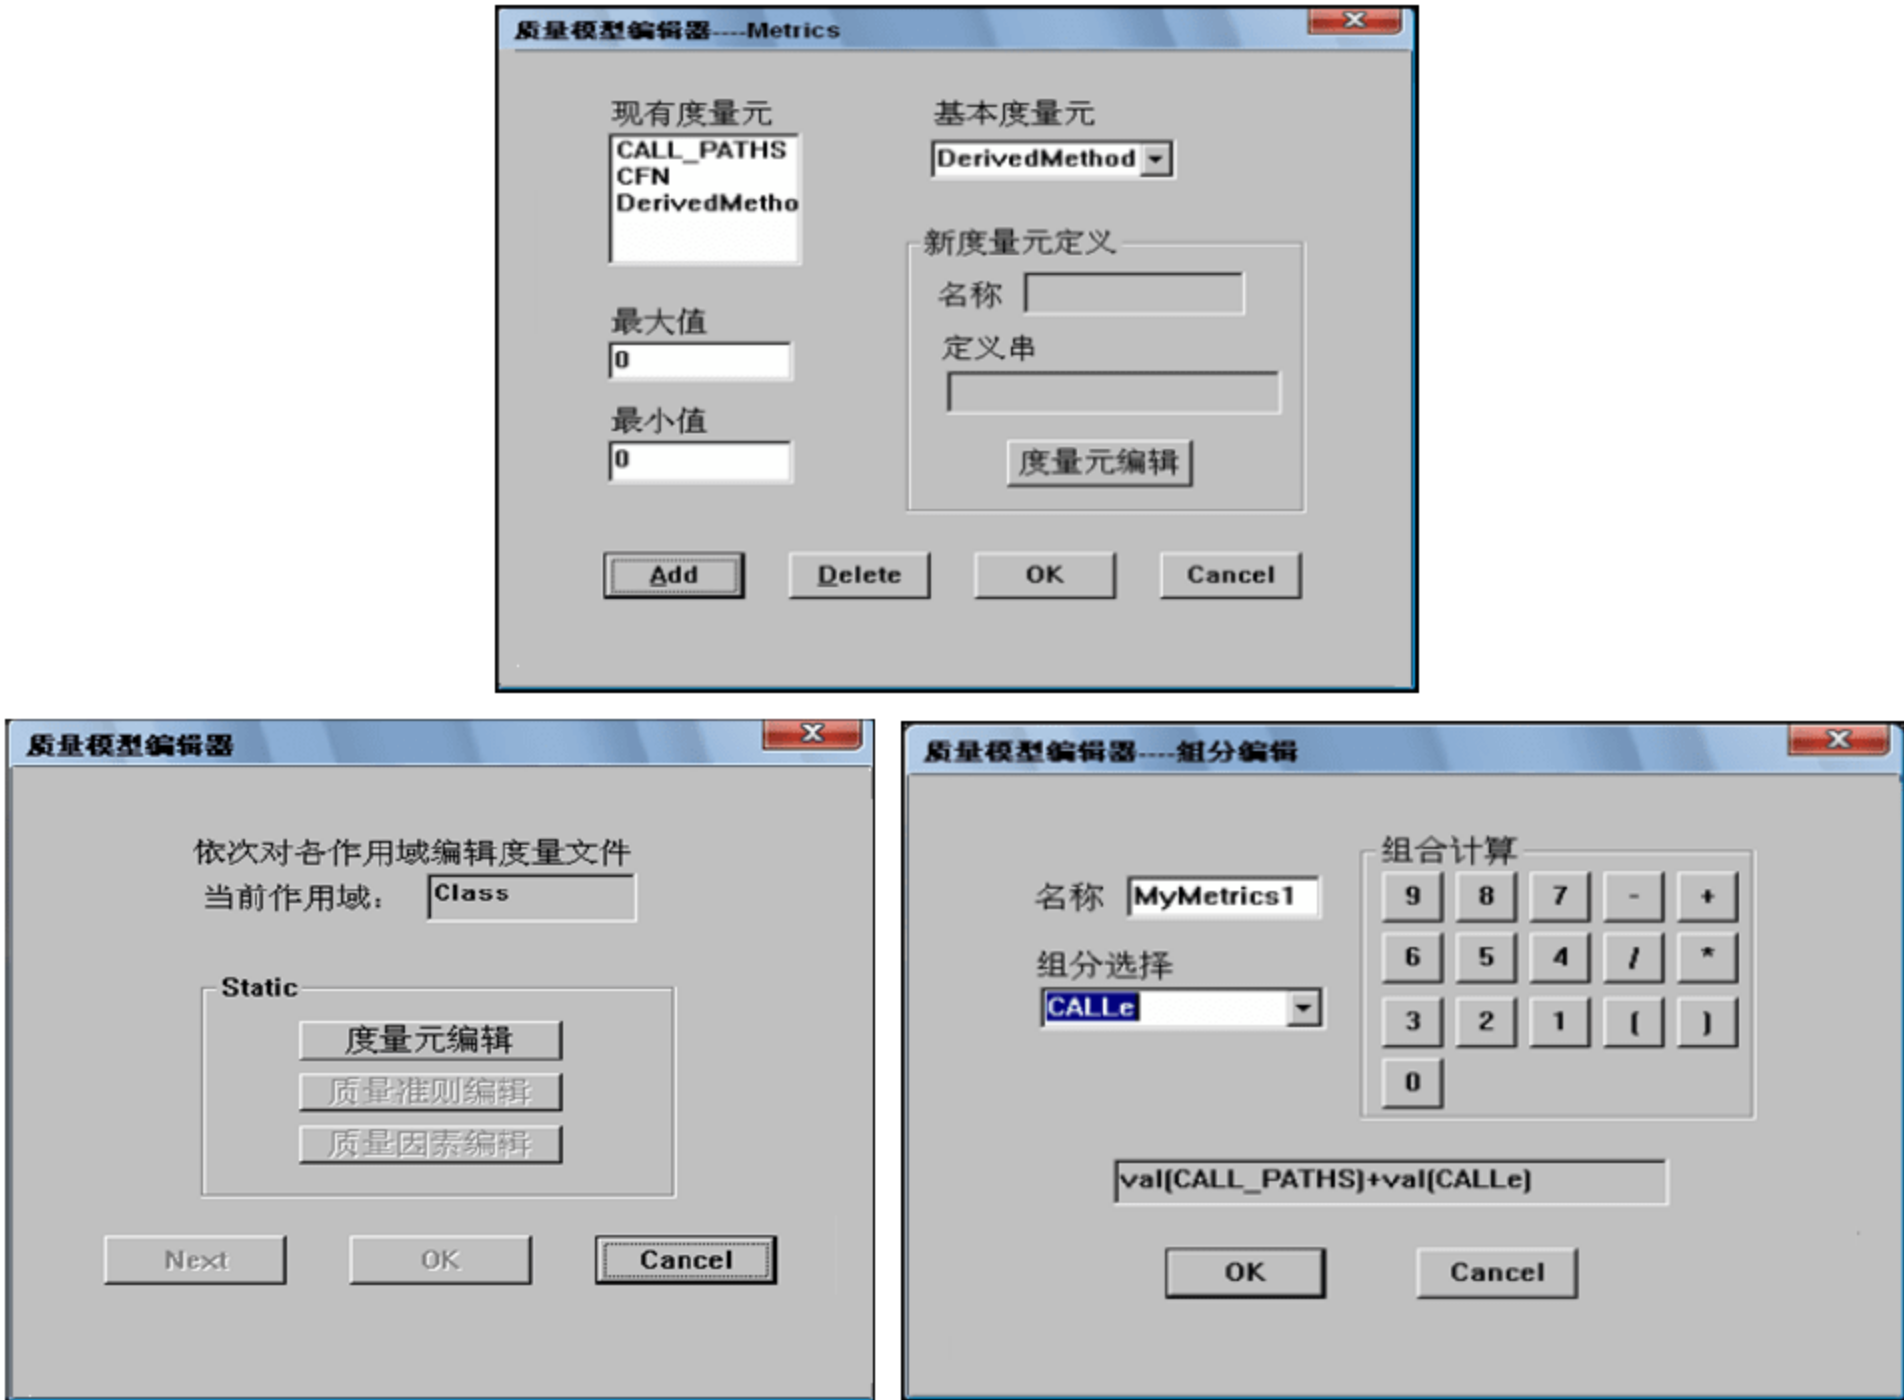 质量模型编辑器----Metrics
现有度量元
CALL_PATHS
CFN
DerivedMetho
基本度量元
DerivedMethod
新度量元定义
名称
定义串
度量元编辑
最大值
0
最小值
0
Add
Delete
OK
Cancel
质量模型编辑器
依次对各作用域编辑度量文件
当前作用域： Class
Static
度量元编辑
质量准则编辑
质量因素编辑
Next
OK
Cancel
质量模型编辑器----组分编辑
名称 MyMetrics1
组分选择
CALLe
组合计算
9 8 7 - +
6 5 4 / *
3 2 1 ( )
0
val(CALL_PATHS)+val(CALLe)
OK
Cancel